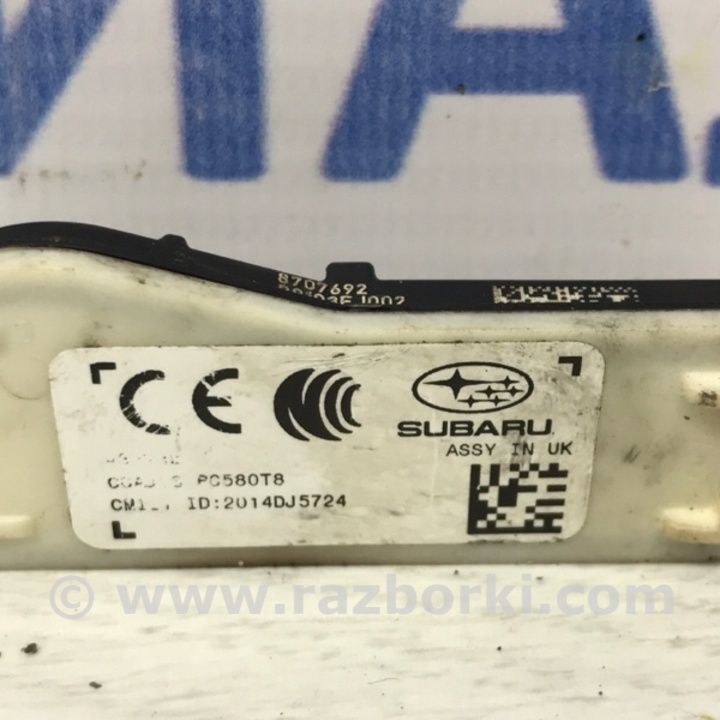 8707692
CE
SUBARU
ASSY IN UK
PC580T8
ID:2014DJ5724
© www.razborki.com